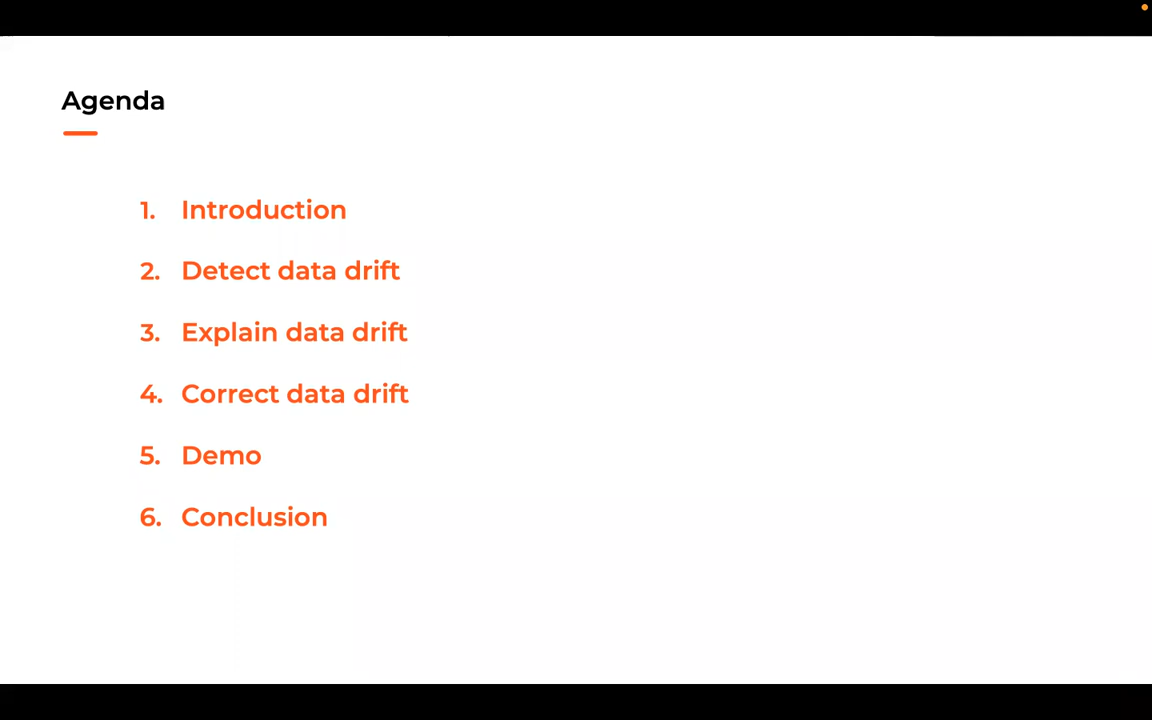 Agenda
1. Introduction
2. Detect data drift
3. Explain data drift
4. Correct data drift
5. Demo
6. Conclusion